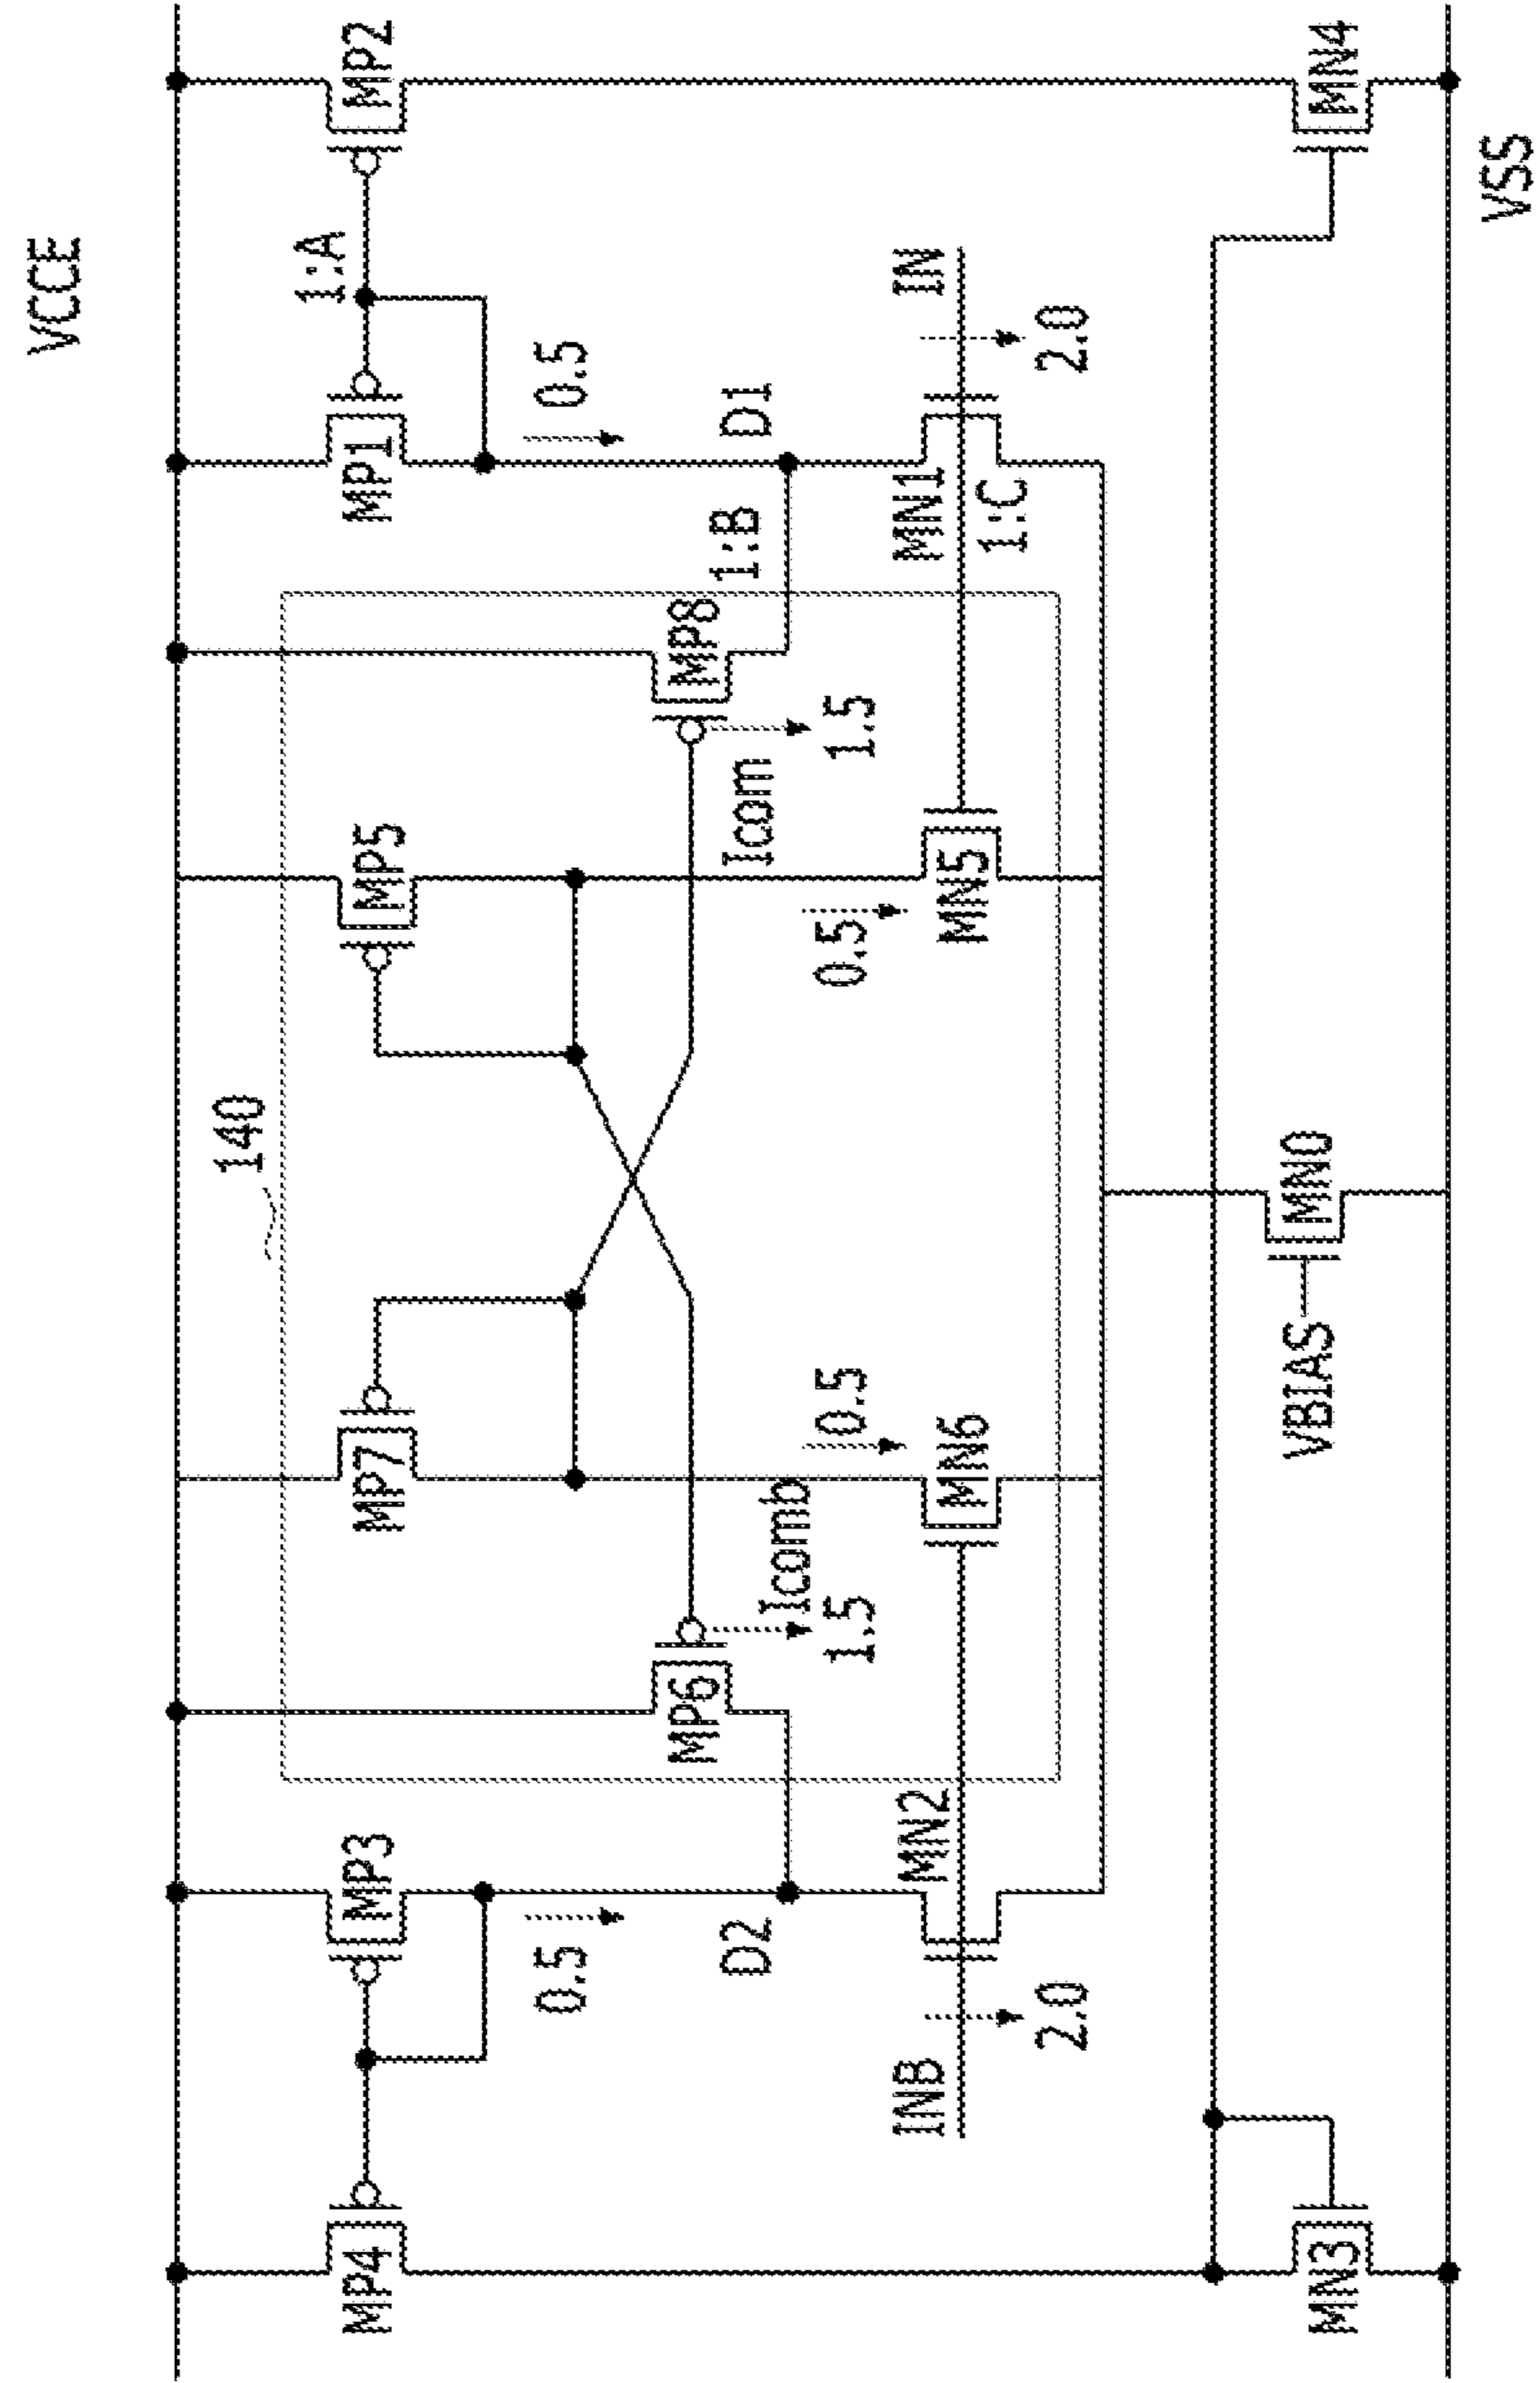 VCCE
MP4
MP3
MP7
140
MP5
MP1
1:A
MP2
0.5
0.5
D2
MP6
Icomb
1.5
Icom
1.5
MP8
1:B
D1
INB
MN2
2.0
0.5
MN6
0.5
MN5
MN1
1:C
IN
2.0
MN3
VBIAS
MN0
MN4
VSS